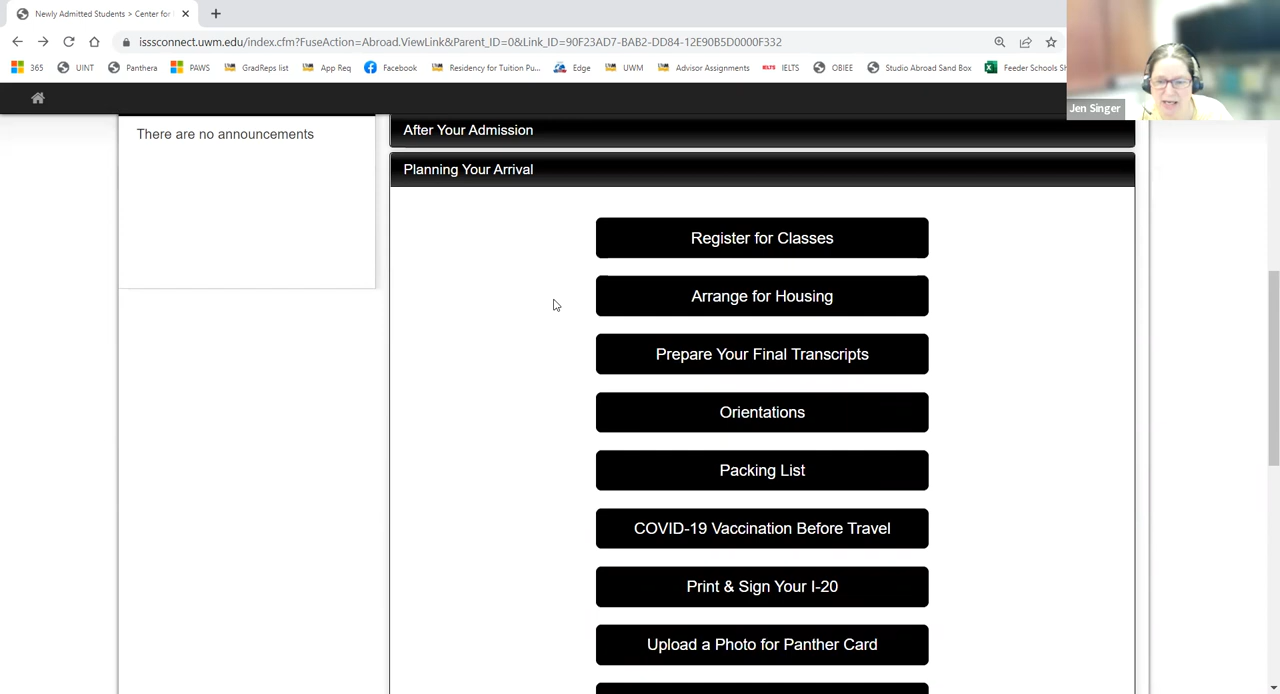 Newly Admitted Students > Center for
isssconnect.uwm.edu/index.cfm?FuseAction=Abroad.ViewLink&Parent_ID=0&Link_ID=90F23AD7-BAB2-DD84-12E90B5D0000F332
365 UINT Panthera PAWS GradReps list App Req Facebook Residency for Tuition Pu... Edge UWM Advisor Assignments IELTS IELTS OBIEE Studio Abroad Sand Box Feeder Schools Sh
Jen Singer
There are no announcements
After Your Admission
Planning Your Arrival
Register for Classes
Arrange for Housing
Prepare Your Final Transcripts
Orientations
Packing List
COVID-19 Vaccination Before Travel
Print & Sign Your I-20
Upload a Photo for Panther Card